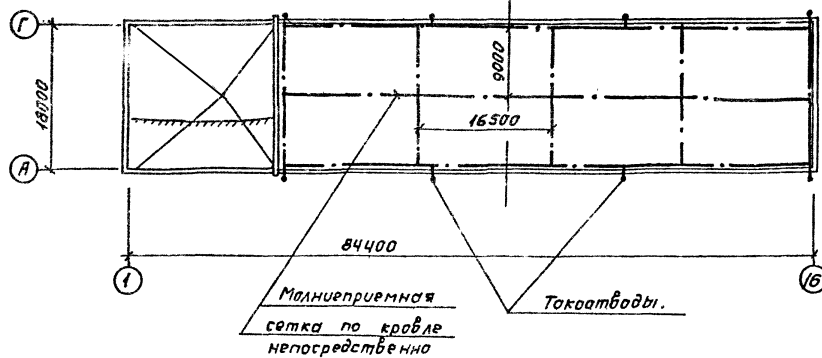 Г
9000
18000
16500
А
84400
1
16
Молниеприемная
сетка по кровле
непосредственно
Токоотводы.